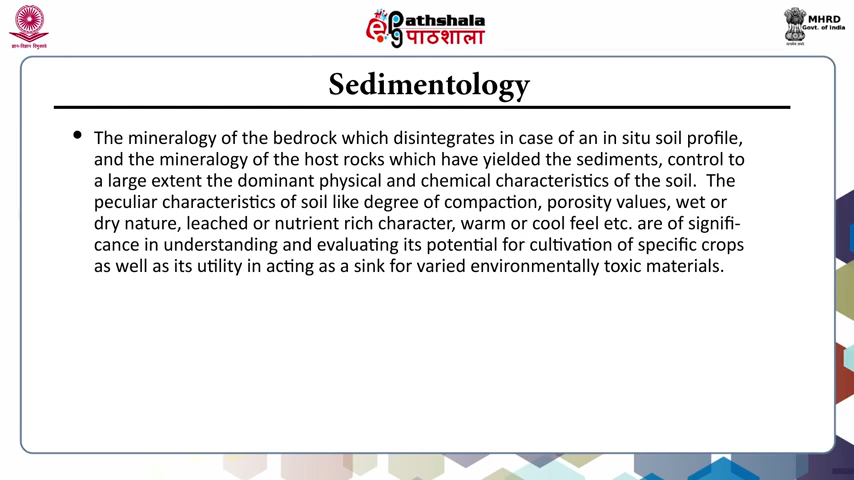 ePathshala
पाठशाला
ज्ञान-विज्ञान विमुक्तये
MHRD
Govt. of India
सत्यमेव जयते
Sedimentology
• The mineralogy of the bedrock which disintegrates in case of an in situ soil profile,
and the mineralogy of the host rocks which have yielded the sediments, control to
a large extent the dominant physical and chemical characteristics of the soil.  The
peculiar characteristics of soil like degree of compaction, porosity values, wet or
dry nature, leached or nutrient rich character, warm or cool feel etc. are of signifi-
cance in understanding and evaluating its potential for cultivation of specific crops
as well as its utility in acting as a sink for varied environmentally toxic materials.